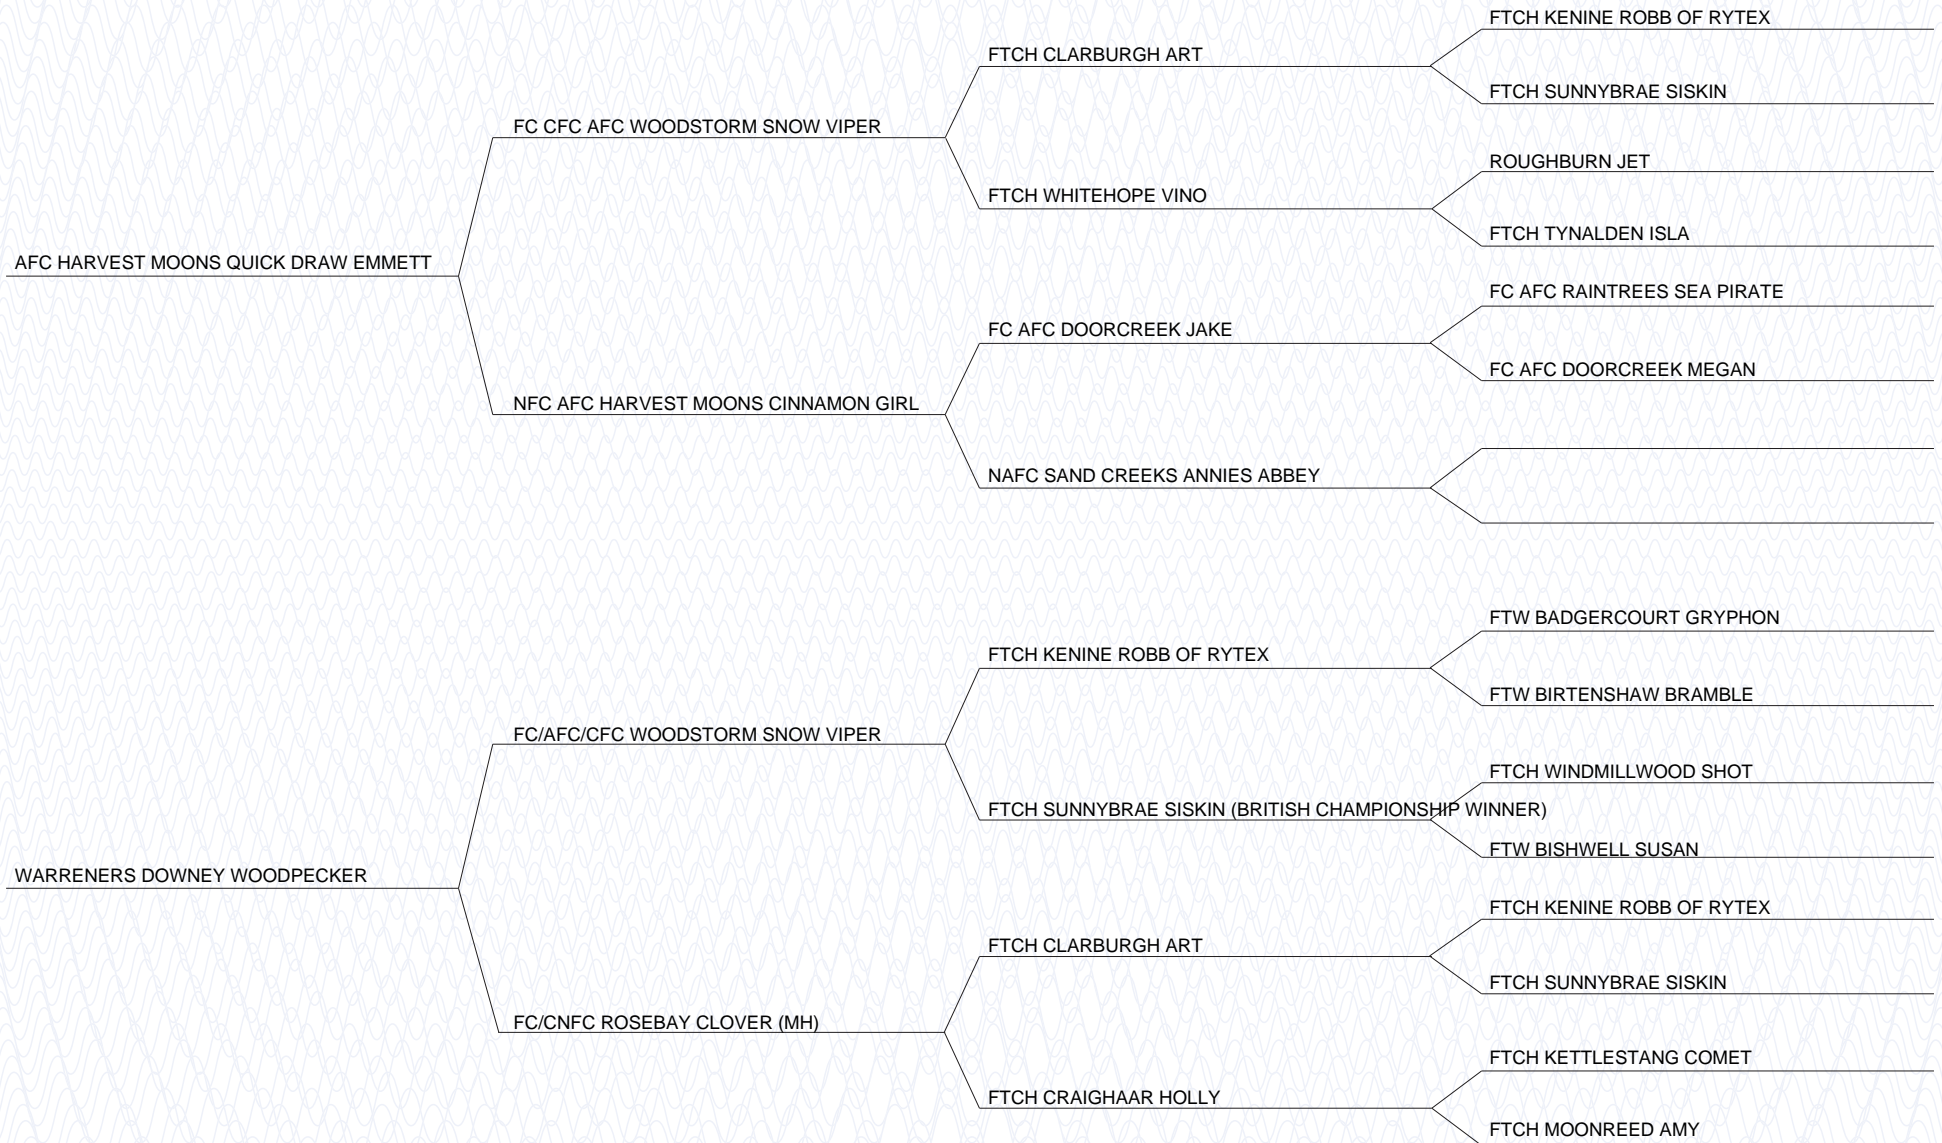 FTCH KENINE ROBB OF RYTEX
FTCH CLARBURGH ART
FTCH SUNNYBRAE SISKIN
FC CFC AFC WOODSTORM SNOW VIPER
ROUGHBURN JET
FTCH WHITEHOPE VINO
FTCH TYNALDEN ISLA
AFC HARVEST MOONS QUICK DRAW EMMETT
FC AFC RAINTREES SEA PIRATE
FC AFC DOORCREEK JAKE
FC AFC DOORCREEK MEGAN
NFC AFC HARVEST MOONS CINNAMON GIRL
NAFC SAND CREEKS ANNIES ABBEY
FTW BADGERCOURT GRYPHON
FTCH KENINE ROBB OF RYTEX
FTW BIRTENSHAW BRAMBLE
FC/AFC/CFC WOODSTORM SNOW VIPER
FTCH WINDMILLWOOD SHOT
FTCH SUNNYBRAE SISKIN (BRITISH CHAMPIONSHIP WINNER)
FTW BISHWELL SUSAN
WARRENERS DOWNEY WOODPECKER
FTCH KENINE ROBB OF RYTEX
FTCH CLARBURGH ART
FTCH SUNNYBRAE SISKIN
FC/CNFC ROSEBAY CLOVER (MH)
FTCH KETTLESTANG COMET
FTCH CRAIGHAAR HOLLY
FTCH MOONREED AMY